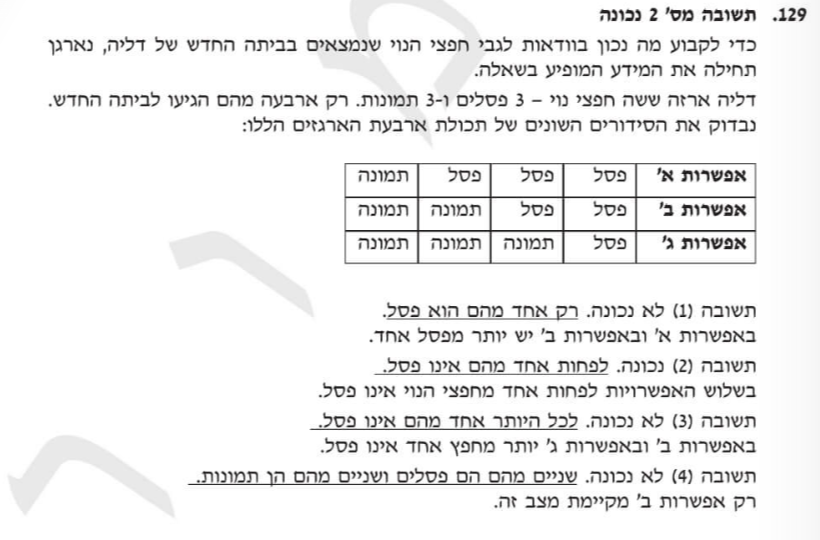 129. תשובה מס' 2 נכונה
כדי לקבוע מה נכון בוודאות לגבי חפצי הנוי שנמצאים בביתה החדש של דליה, נארגן
תחילה את המידע המופיע בשאלה.
דליה ארזה ששה חפצי נוי – 3 פסלים ו-3 תמונות. רק ארבעה מהם הגיעו לביתה החדש.
נבדוק את הסידורים השונים של תכולת ארבעת הארגזים הללו:
אפשרות א' פסל פסל פסל תמונה
אפשרות ב' פסל פסל תמונה תמונה
אפשרות ג' פסל תמונה תמונה תמונה
תשובה (1) לא נכונה. רק אחד מהם הוא פסל.
באפשרות א' ובאפשרות ב' יש יותר מפסל אחד.
תשובה (2) נכונה. לפחות אחד מהם אינו פסל.
בשלוש האפשרויות לפחות אחד מחפצי הנוי אינו פסל.
תשובה (3) לא נכונה. לכל היותר אחד מהם אינו פסל.
באפשרות ב' ובאפשרות ג' יותר מחפץ אחד אינו פסל.
תשובה (4) לא נכונה. שניים מהם הם פסלים ושניים מהם הן תמונות.
רק אפשרות ב' מקיימת מצב זה.